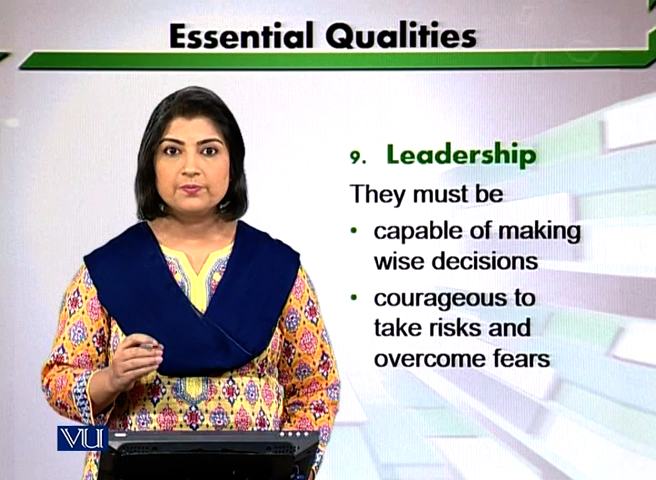 Essential Qualities
9. Leadership
They must be
• capable of making
wise decisions
• courageous to
take risks and
overcome fears
VU